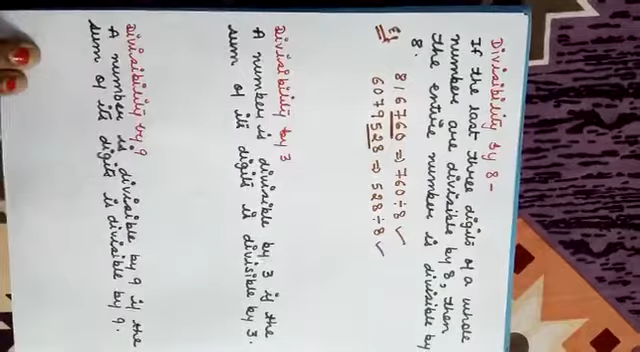 Divisibility by 8 -
If the last three digits of a whole
number are divisible by 8, then
the entire number is divisible by
8.
Ex 816760 ⇒ 760÷8 ✓
6079528 ⇒ 528÷8 ✓
Divisibility by 3
A number is divisible by 3 if the
sum of its digits is divisible by 3.
Divisibility by 9
A number is divisible by 9 if the
sum of its digits is divisible by 9.